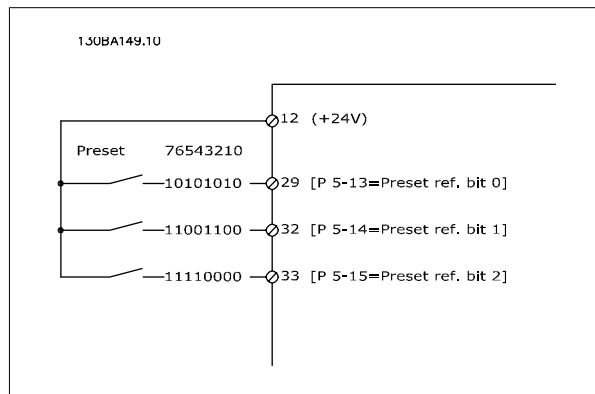 130BA149.10
12 (+24V)
Preset 76543210
10101010 29 [P 5-13=Preset ref. bit 0]
11001100 32 [P 5-14=Preset ref. bit 1]
11110000 33 [P 5-15=Preset ref. bit 2]